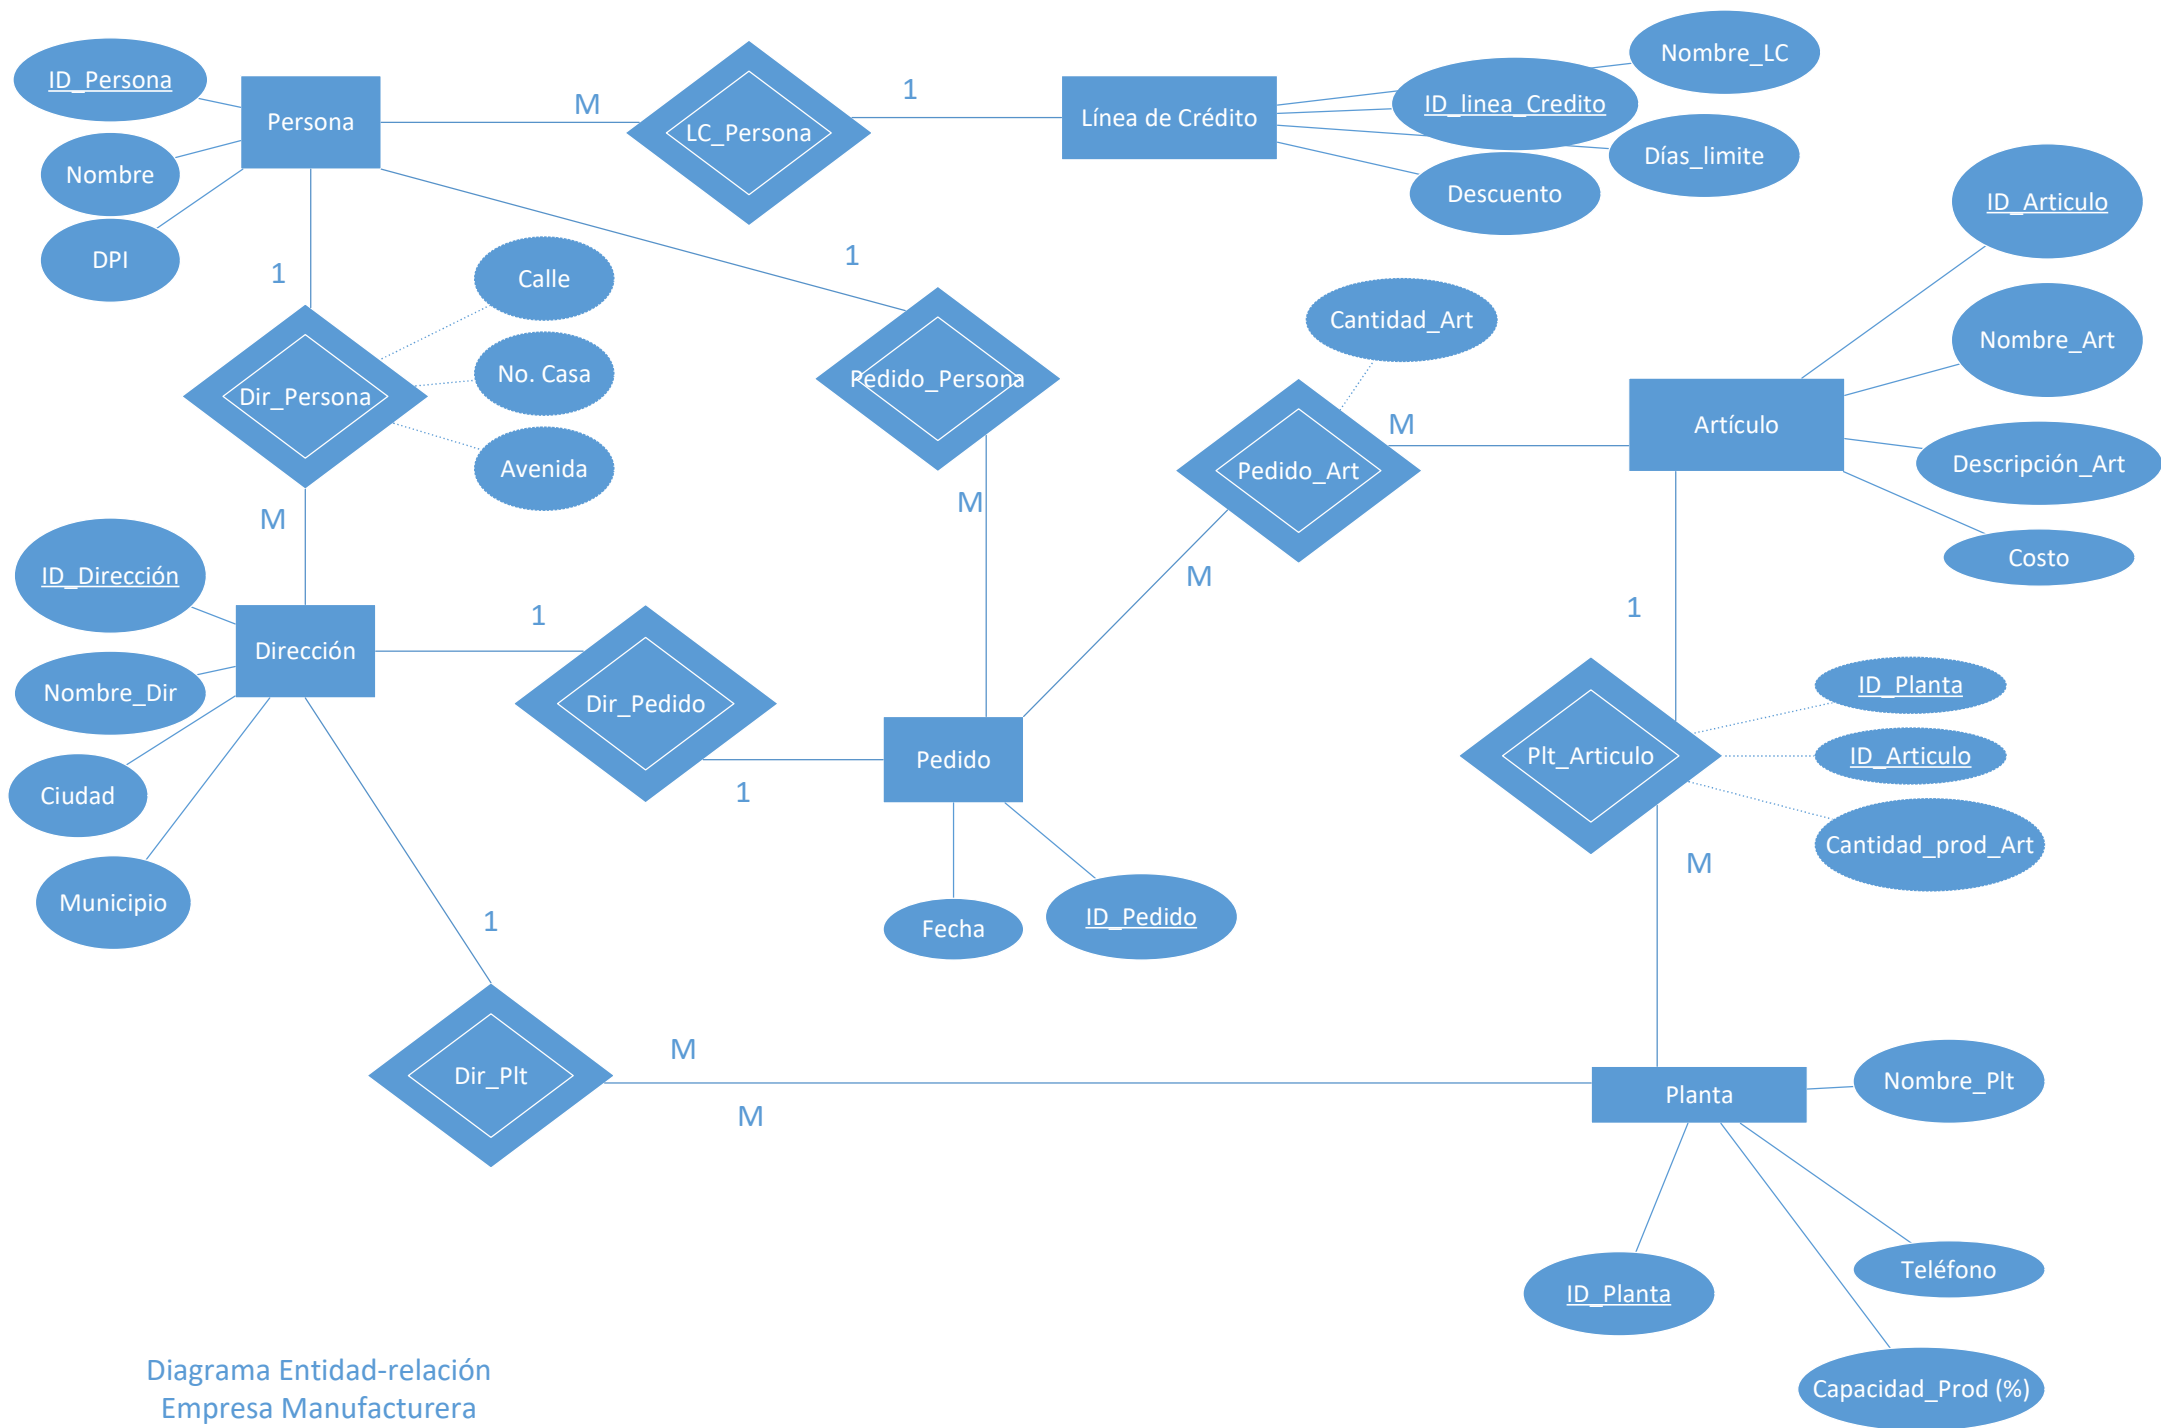 Nombre_LC
ID_Persona
M
1
ID_linea_Credito
Persona
LC_Persona
Línea de Crédito
Nombre
Días_limite
Descuento
ID_Articulo
DPI
1
Calle
1
Cantidad_Art
Nombre_Art
No. Casa
Pedido_Persona
Dir_Persona
M
Artículo
Avenida
Pedido_Art
Descripción_Art
M
M
ID_Dirección
M
Costo
1
1
Dirección
Nombre_Dir
Dir_Pedido
ID_Planta
Pedido
Plt_Articulo
ID_Articulo
Ciudad
1
Cantidad_prod_Art
M
Municipio
1
Fecha
ID_Pedido
M
Dir_Plt
Nombre_Plt
Planta
M
Teléfono
ID_Planta
Diagrama Entidad-relación
Empresa Manufacturera
Capacidad_Prod (%)